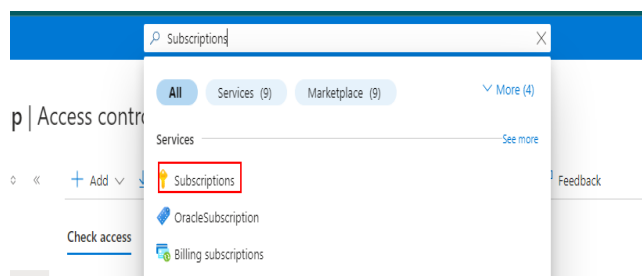 Subscriptions
All Services (9) Marketplace (9) More (4)
p | Access contro
Services See more
+ Add Subscriptions Feedback
OracleSubscription
Check access
Billing subscriptions